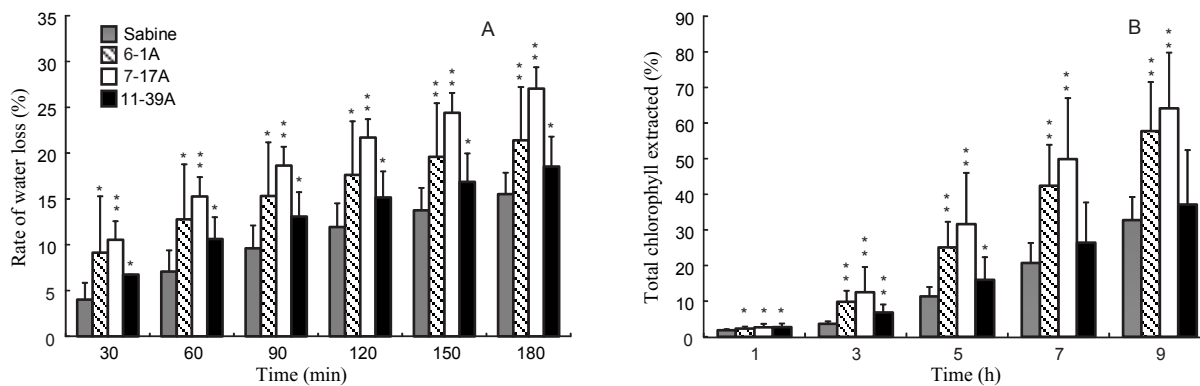 Rate of water loss (%)
35
30
25
20
15
10
5
0
Sabine
6-1A
7-17A
11-39A
A
* ** *
* ** *
** ** *
* ** *
** ** *
** ** *
30 60 90 120 150 180
Time (min)
Total chlorophyll extracted (%)
90
80
70
60
50
40
30
20
10
0
B
* * *
** ** **
** ** *
** **
** **
1 3 5 7 9
Time (h)